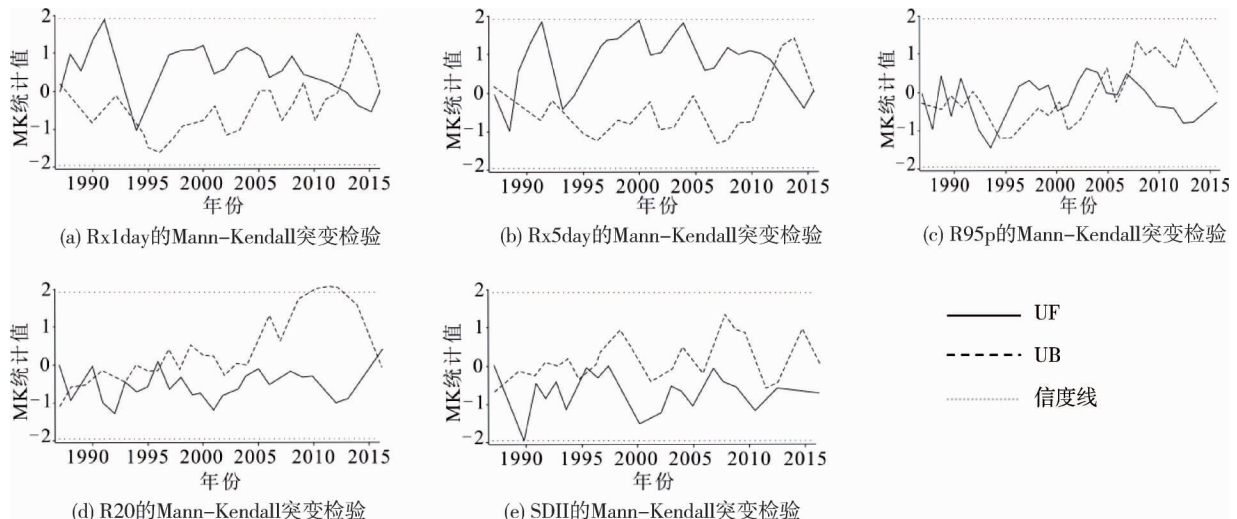 2
1
0
−1
−2
MK统计值
1990 1995 2000 2005 2010 2015
年份
(a) Rx1day的Mann−Kendall突变检验
2
1
0
−1
−2
MK统计值
1990 1995 2000 2005 2010 2015
年份
(b) Rx5day的Mann−Kendall突变检验
2
1
0
−1
−2
MK统计值
1990 1995 2000 2005 2010 2015
年份
(c) R95p的Mann−Kendall突变检验
2
1
0
−1
−2
MK统计值
1990 1995 2000 2005 2010 2015
年份
(d) R20的Mann−Kendall突变检验
2
1
0
−1
−2
MK统计值
1990 1995 2000 2005 2010 2015
年份
(e) SDII的Mann−Kendall突变检验
UF
UB
信度线